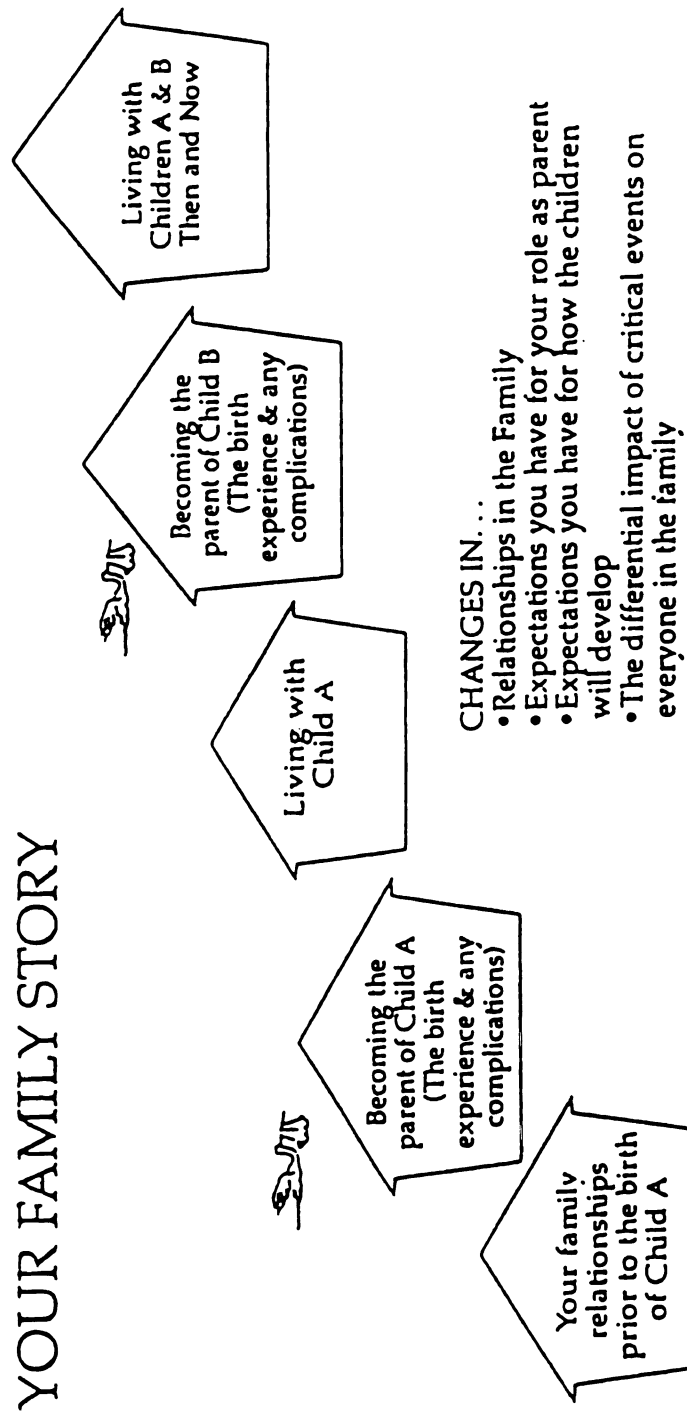 YOUR FAMILY STORY
Your family
relationships
prior to the birth
of Child A
Becoming the
parent of Child A
(The birth
experience & any
complications)
Living with
Child A
Becoming the
parent of Child B
(The birth
experience & any
complications)
Living with
Children A & B
Then and Now
CHANGES IN...
•Relationships in the Family
•Expectations you have for your role as parent
•Expectations you have for how the children
will develop
•The differential impact of critical events on
everyone in the family